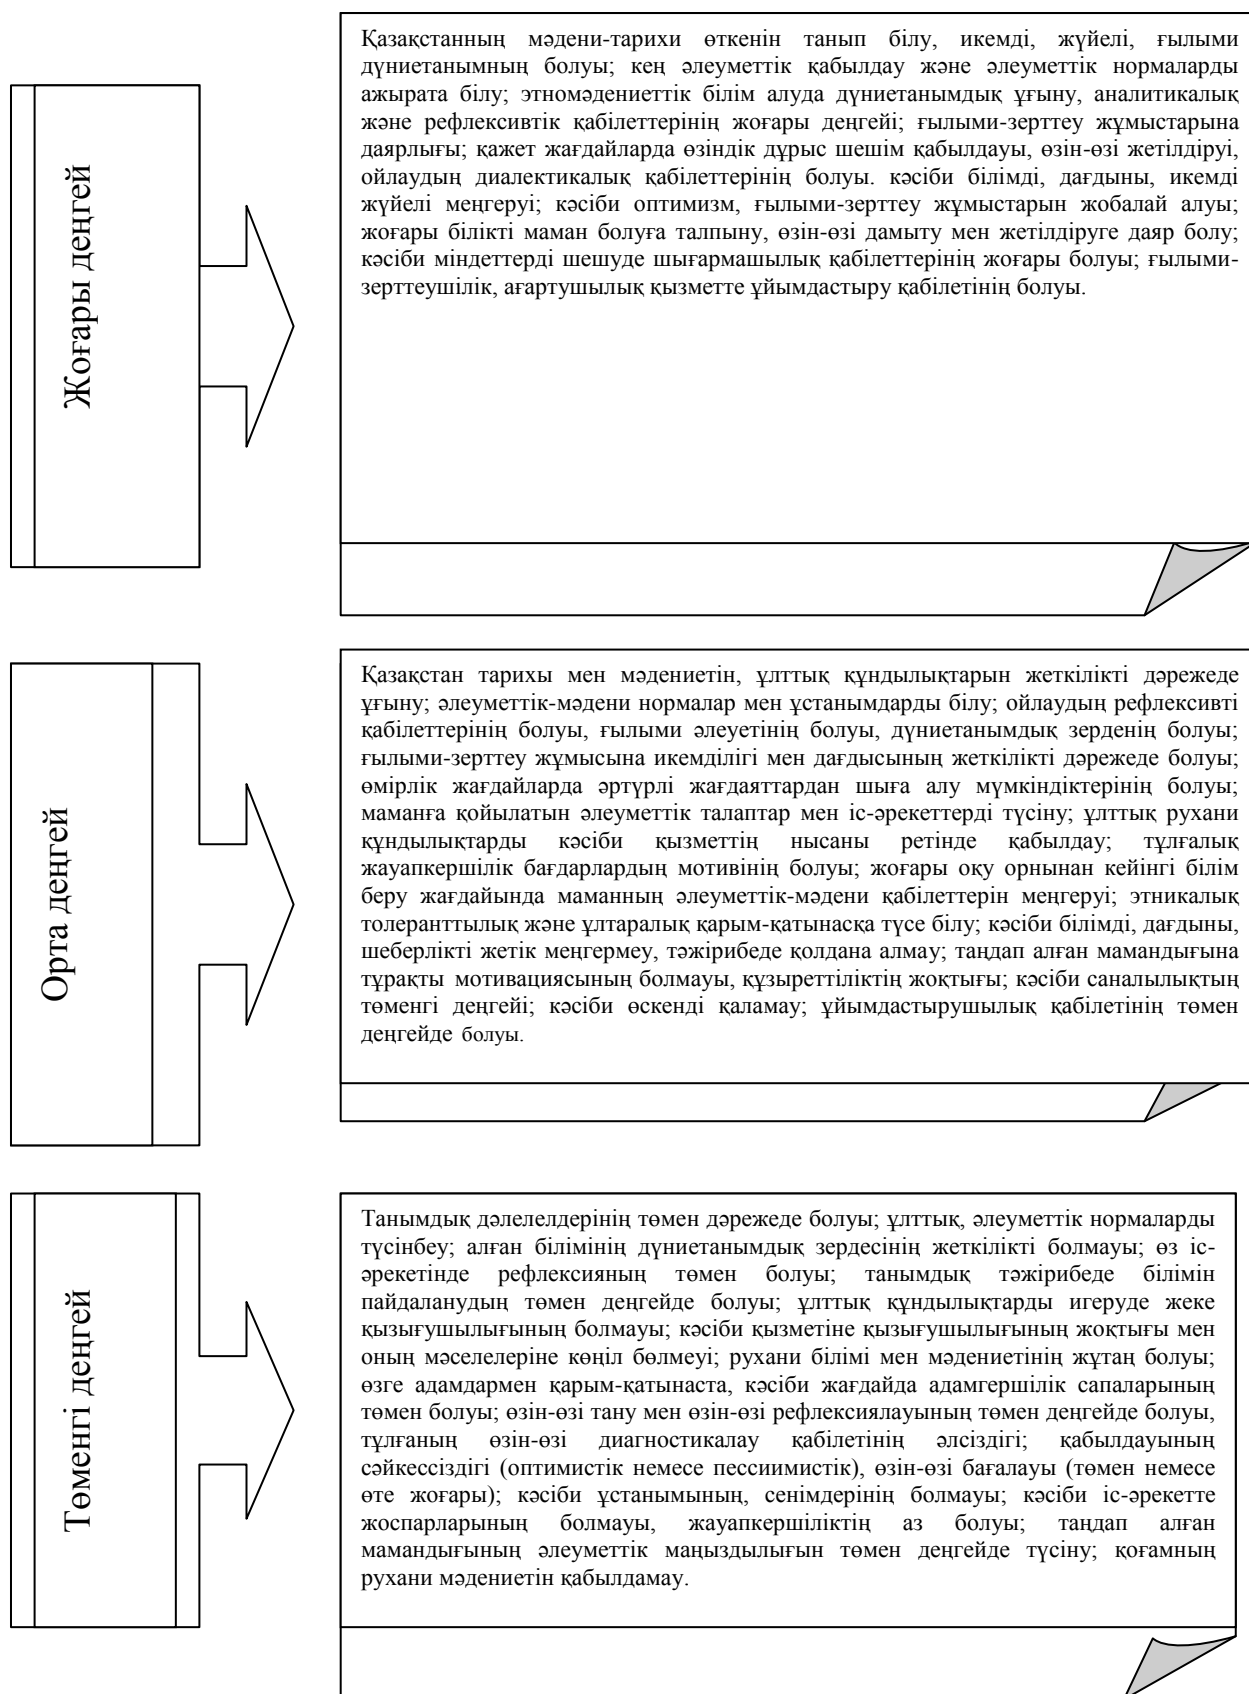 Жоғары деңгей
Қазақстанның мәдени-тарихи өткенін танып білу, икемді, жүйелі, ғылыми
дүниетанымның болуы; кең әлеуметтік қабылдау және әлеуметтік нормаларды
ажырата білу; этномәдениеттік білім алуда дүниетанымдық ұғыну, аналитикалық
және рефлексивтік қабілеттерінің жоғары деңгейі; ғылыми-зерттеу жұмыстарына
даярлығы; қажет жағдайларда өзіндік дұрыс шешім қабылдауы, өзін-өзі жетілдіруі,
ойлаудың диалектикалық қабілеттерінің болуы. кәсіби білімді, дағдыны, икемді
жүйелі меңгеруі; кәсіби оптимизм, ғылыми-зерттеу жұмыстарын жобалай алуы;
жоғары білікті маман болуға талпыну, өзін-өзі дамыту мен жетілдіруге даяр болу;
кәсіби міндеттерді шешуде шығармашылық қабілеттерінің жоғары болуы; ғылыми-
зерттеушілік, ағартушылық қызметте ұйымдастыру қабілетінің болуы.
Орта деңгей
Қазақстан тарихы мен мәдениетін, ұлттық құндылықтарын жеткілікті дәрежеде
ұғыну; әлеуметтік-мәдени нормалар мен ұстанымдарды білу; ойлаудың рефлексивті
қабілеттерінің болуы, ғылыми әлеуетінің болуы, дүниетанымдық зерденің болуы;
ғылыми-зерттеу жұмысына икемділігі мен дағдысының жеткілікті дәрежеде болуы;
өмірлік жағдайларда әртүрлі жағдаяттардан шыға алу мүмкіндіктерінің болуы;
маманға қойылатын әлеуметтік талаптар мен іс-әрекеттерді түсіну; ұлттық рухани
құндылықтарды кәсіби қызметтің нысаны ретінде қабылдау; тұлғалық
жауапкершілік бағдарлардың мотивінің болуы; жоғары оқу орнынан кейінгі білім
беру жағдайында маманның әлеуметтік-мәдени қабілеттерін меңгеруі; этникалық
толеранттылық және ұлтаралық қарым-қатынасқа түсе білу; кәсіби білімді, дағдыны,
шеберлікті жетік меңгермеу, тәжірибеде қолдана алмау; таңдап алған мамандығына
тұрақты мотивациясының болмауы, құзыреттіліктің жоқтығы; кәсіби саналылықтың
төменгі деңгейі; кәсіби өскенді қаламау; ұйымдастырушылық қабілетінің төмен
деңгейде болуы.
Төменгі деңгей
Танымдық дәлелелдерінің төмен дәрежеде болуы; ұлттық, әлеуметтік нормаларды
түсінбеу; алған білімінің дүниетанымдық зердесінің жеткілікті болмауы; өз іс-
әрекетінде рефлексияның төмен болуы; танымдық тәжірибеде білімін
пайдаланудың төмен деңгейде болуы; ұлттық құндылықтарды игеруде жеке
қызығушылығының болмауы; кәсіби қызметіне қызығушылығының жоқтығы мен
оның мәселелеріне көңіл бөлмеуі; рухани білімі мен мәдениетінің жұтаң болуы;
өзге адамдармен қарым-қатынаста, кәсіби жағдайда адамгершілік сапаларының
төмен болуы; өзін-өзі тану мен өзін-өзі рефлексиялауының төмен деңгейде болуы,
тұлғаның өзін-өзі диагностикалау қабілетінің әлсіздігі; қабылдауының
сәйкессіздігі (оптимистік немесе пессиимистік), өзін-өзі бағалауы (төмен немесе
өте жоғары); кәсіби ұстанымының, сенімдерінің болмауы; кәсіби іс-әрекетте
жоспарларының болмауы, жауапкершіліктің аз болуы; таңдап алған
мамандығының әлеуметтік маңыздылығын төмен деңгейде түсіну; қоғамның
рухани мәдениетін қабылдамау.